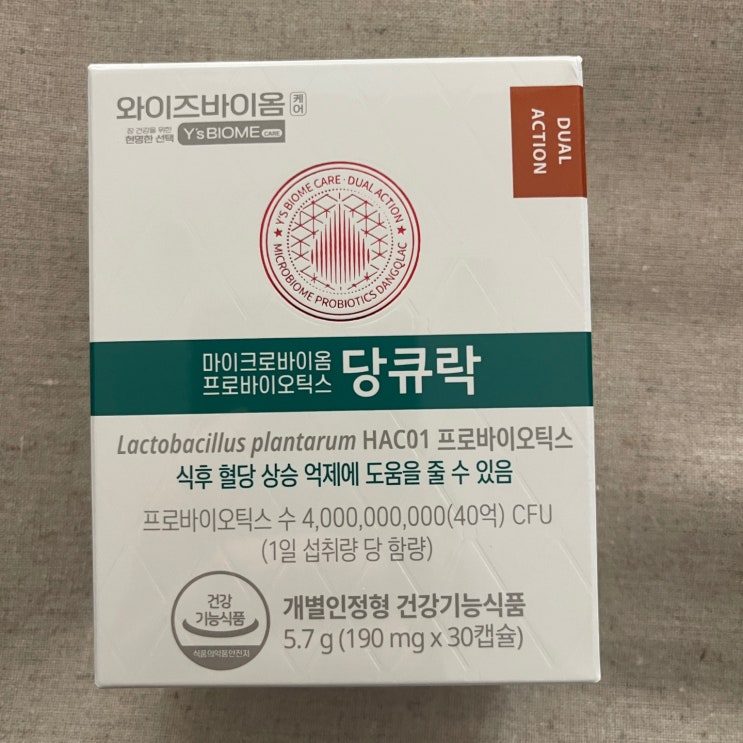 와이즈바이옴 케어
장 건강을 위한
현명한 선택
Y'sBIOME CARE
DUAL
ACTION
★ Y'S BIOME CARE · DUAL ACTION ★
MICROBIOME PROBIOTICS DANGQLAC
마이크로바이옴
프로바이오틱스
당큐락
Lactobacillus plantarum HAC01 프로바이오틱스
식후 혈당 상승 억제에 도움을 줄 수 있음
프로바이오틱스 수 4,000,000,000(40억) CFU
(1일 섭취량 당 함량)
건강
기능식품
식품의약품안전처
개별인정형 건강기능식품
5.7 g (190 mg x 30캡슐)